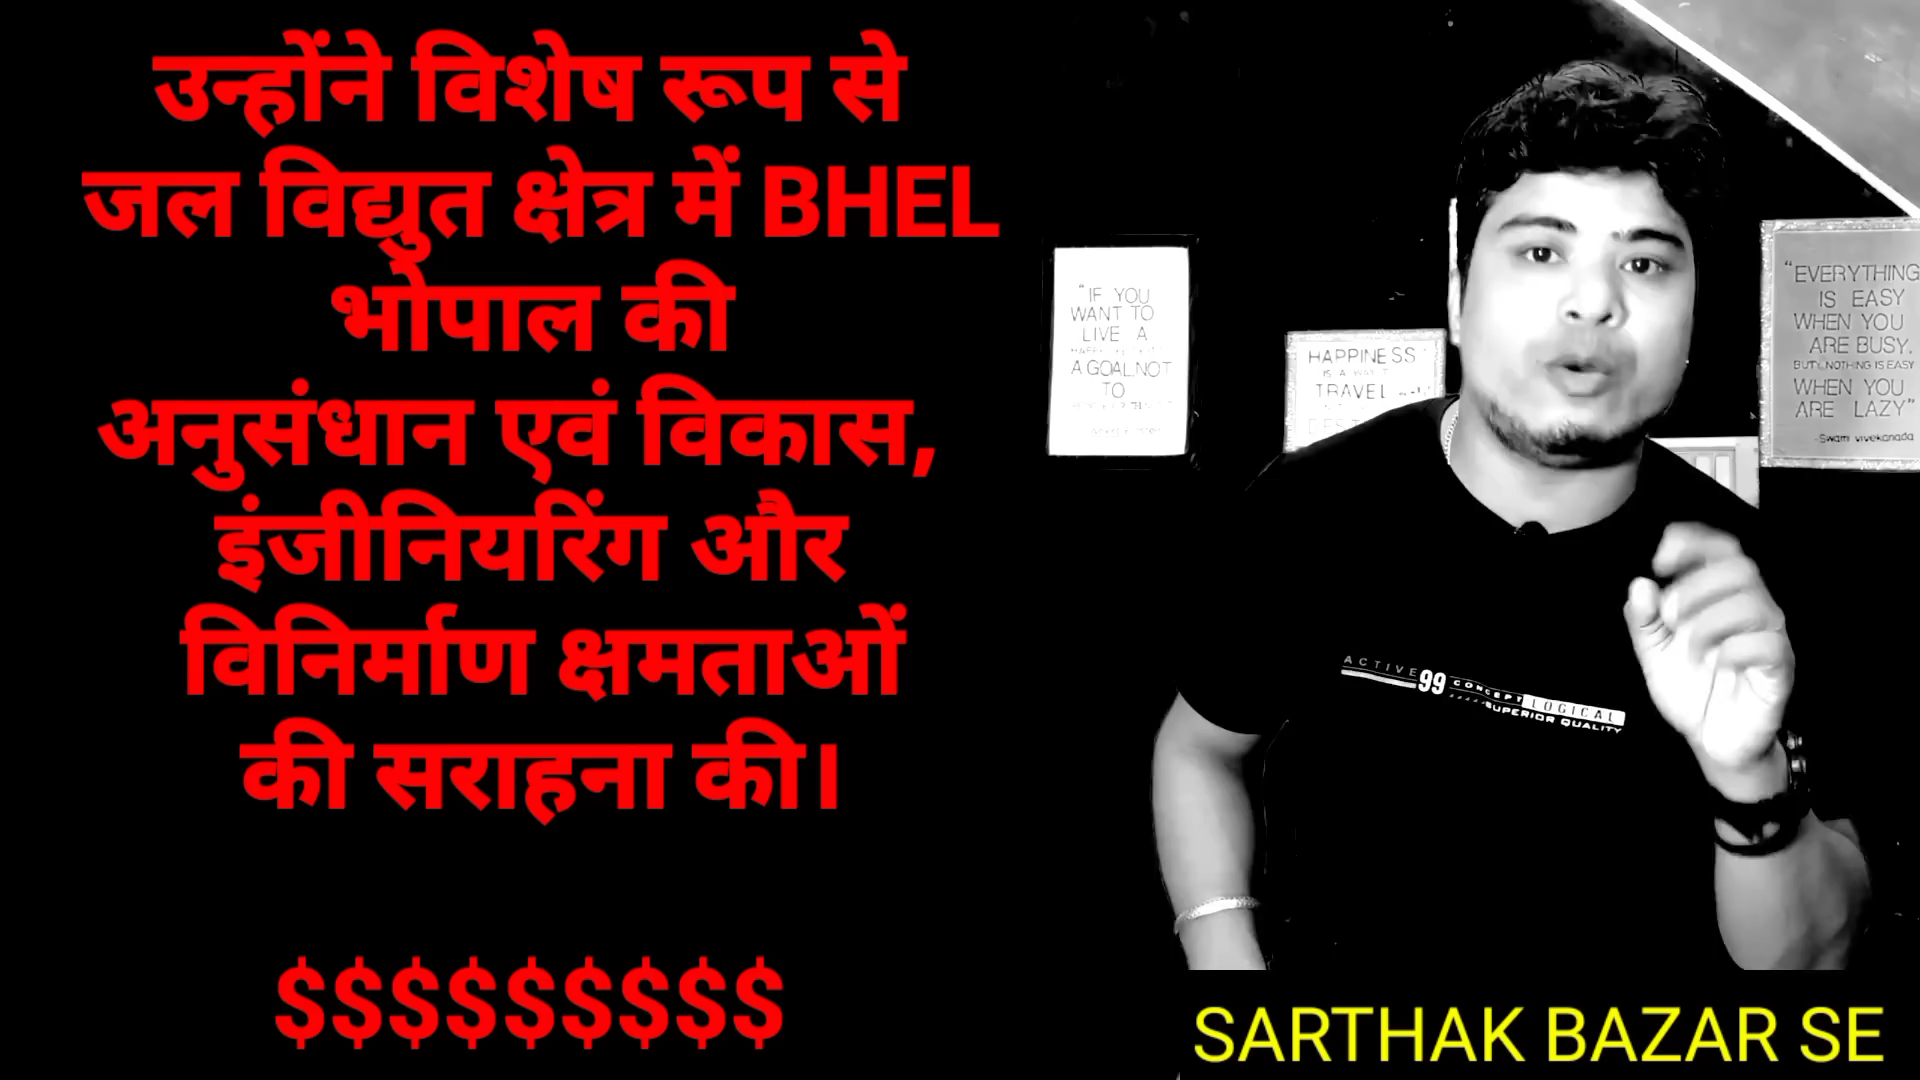 उन्होंने विशेष रूप से
जल विद्युत क्षेत्र में BHEL
भोपाल की
अनुसंधान एवं विकास,
इंजीनियरिंग और
विनिर्माण क्षमताओं
की सराहना की।
$$$$$$$$$
"IF YOU
WANT TO
LIVE A
A GOAL NOT
TO
HAPPINESS
IS A
TRAVEL
"EVERYTHING
IS EASY
WHEN YOU
ARE BUSY.
BUT NOTHING IS EASY
WHEN YOU
ARE LAZY"
-Swami vivekanada
ACTIVE 99 CONCEPT LOGICAL
SUPERIOR QUALITY
SARTHAK BAZAR SE